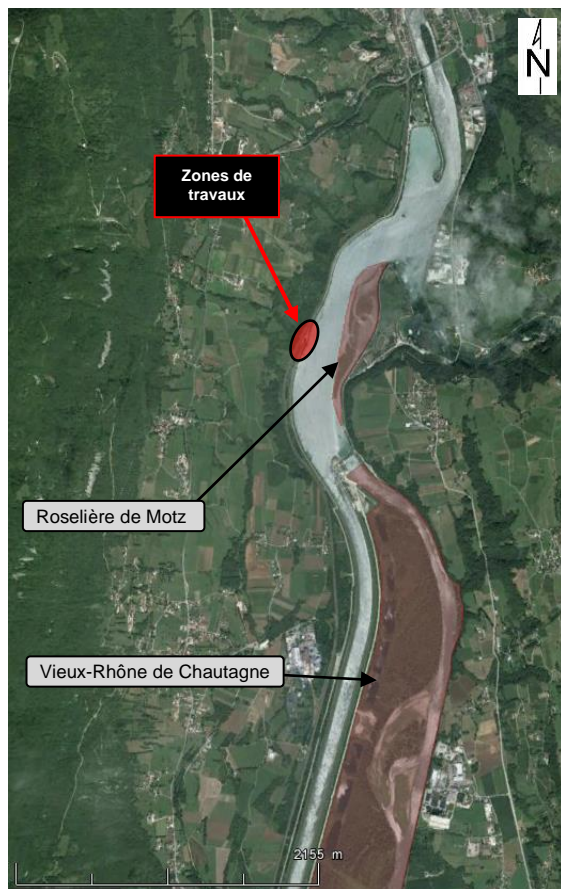 N
Zones de
travaux
Roselière de Motz
Vieux-Rhône de Chautagne
2155 m